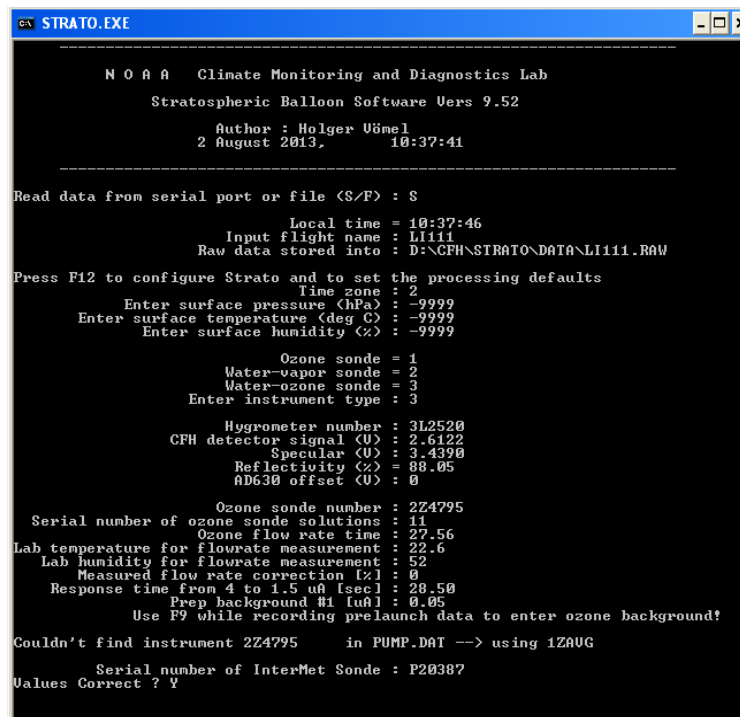 STRATO.EXE
N O A A Climate Monitoring and Diagnostics Lab
Stratospheric Balloon Software Vers 9.52
Author : Holger Vömel
2 August 2013, 10:37:41
Read data from serial port or file (S/F) : S
Local time = 10:37:46
Input flight name : LI111
Raw data stored into : D:\CFH\STRATO\DATA\LI111.RAW
Press F12 to configure Strato and to set the processing defaults
Time zone : 2
Enter surface pressure (hPa) : -9999
Enter surface temperature (deg C) : -9999
Enter surface humidity (%) : -9999
Ozone sonde = 1
Water-vapor sonde = 2
Water-ozone sonde = 3
Enter instrument type : 3
Hygrometer number : 3L2520
CFH detector signal (V) : 2.6122
Specular (V) : 3.4390
Reflectivity (%) = 88.05
AD630 offset (V) : 0
Ozone sonde number : 2Z4795
Serial number of ozone sonde solutions : 11
Ozone flow rate time : 27.56
Lab temperature for flowrate measurement : 22.6
Lab humidity for flowrate measurement : 52
Measured flow rate correction [%] : 0
Response time from 4 to 1.5 uA [sec] : 28.50
Prep background #1 [uA] : 0.05
Use F9 while recording prelaunch data to enter ozone background!
Couldn't find instrument 2Z4795 in PUMP.DAT --> using 1ZAVG
Serial number of InterMet Sonde : P20387
Values Correct ? Y